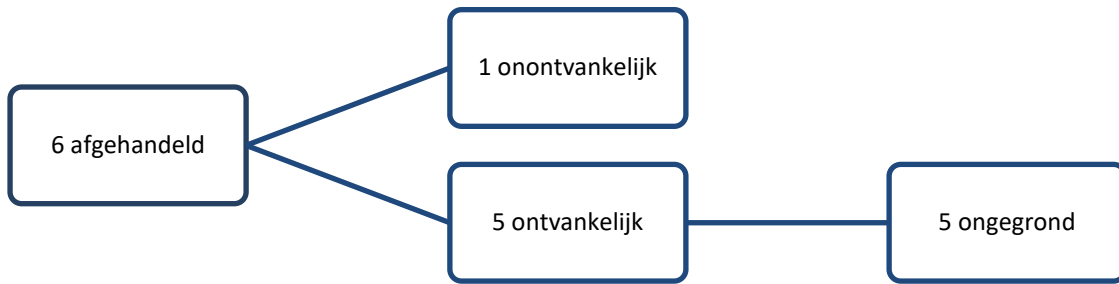 6 afgehandeld
1 onontvankelijk
5 ontvankelijk
5 ongegrond